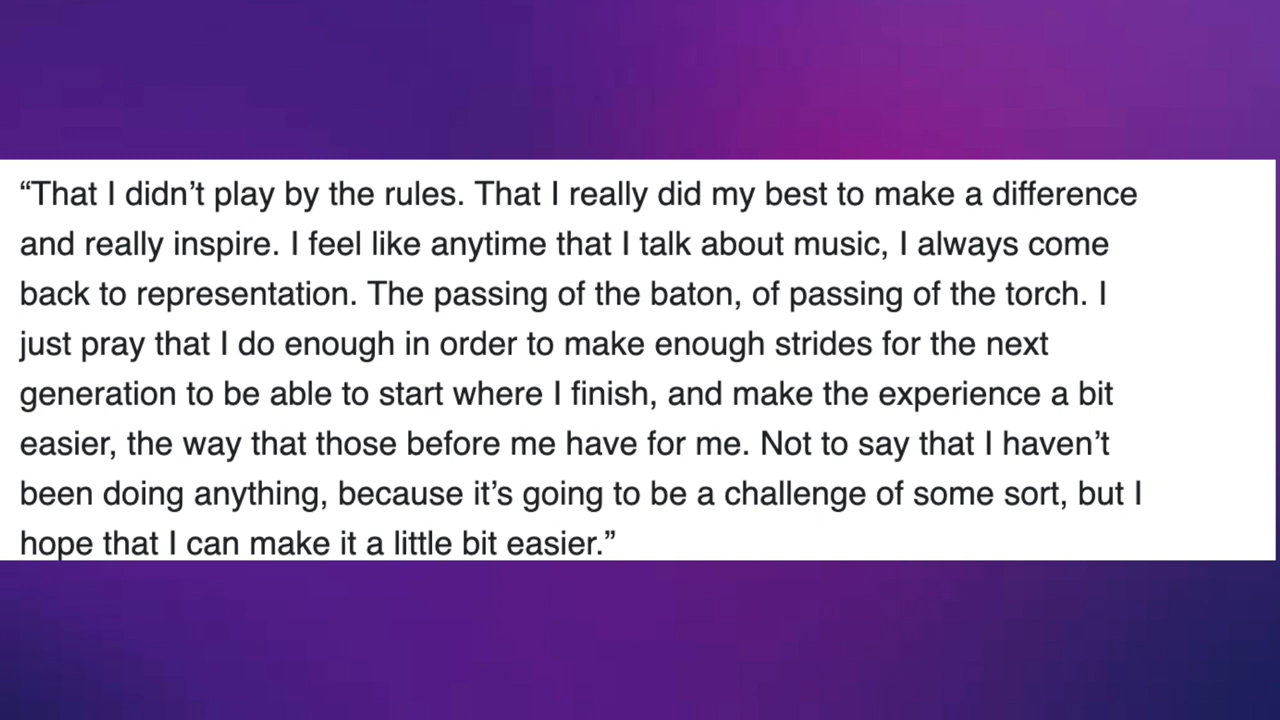 “That I didn’t play by the rules. That I really did my best to make a difference
and really inspire. I feel like anytime that I talk about music, I always come
back to representation. The passing of the baton, of passing of the torch. I
just pray that I do enough in order to make enough strides for the next
generation to be able to start where I finish, and make the experience a bit
easier, the way that those before me have for me. Not to say that I haven’t
been doing anything, because it’s going to be a challenge of some sort, but I
hope that I can make it a little bit easier.”